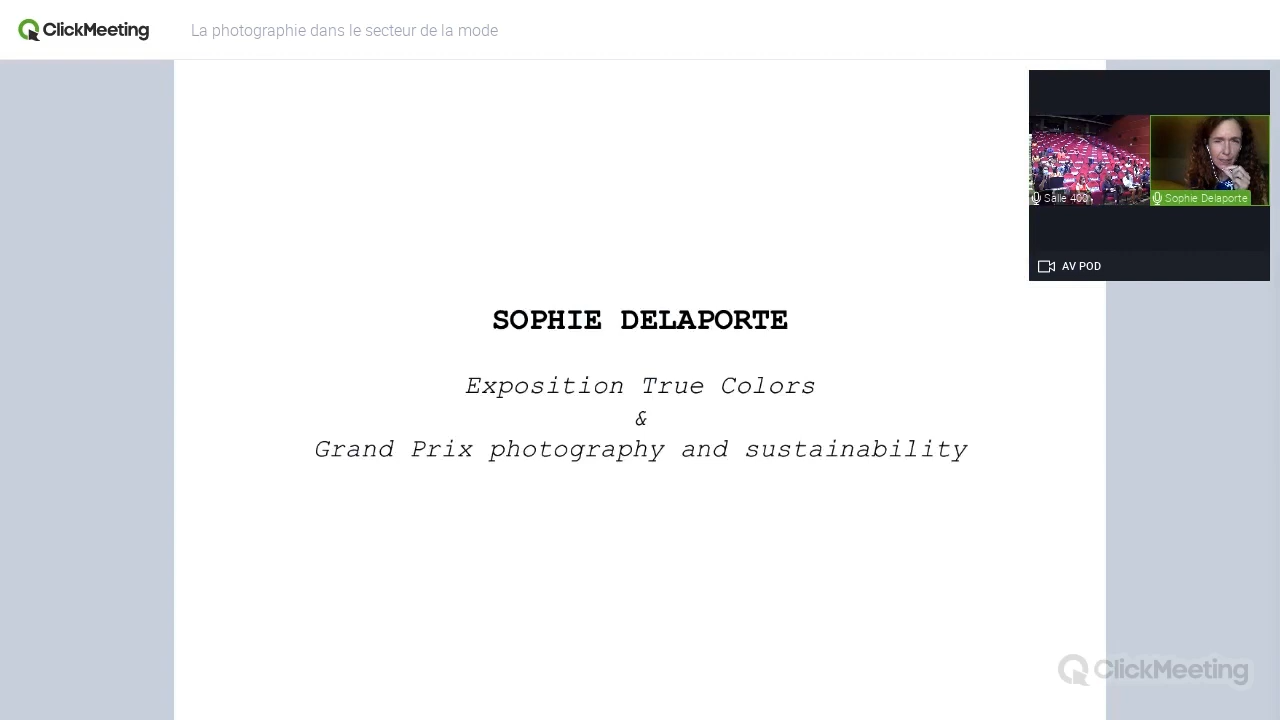 ClickMeeting
La photographie dans le secteur de la mode
Salle 400
Sophie Delaporte
AV POD
SOPHIE DELAPORTE
Exposition True Colors
&
Grand Prix photography and sustainability
ClickMeeting